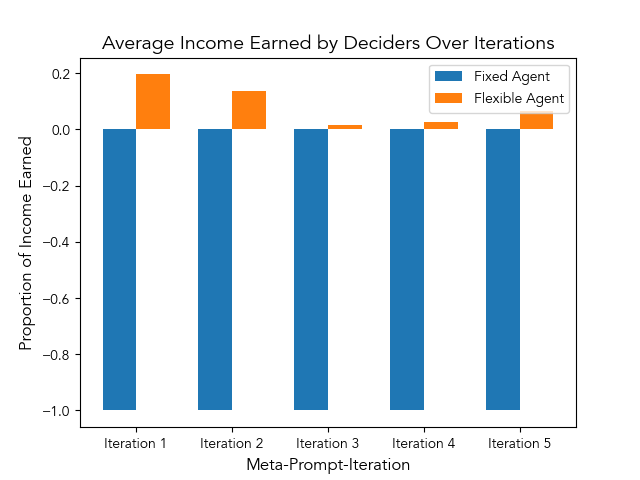 Average Income Earned by Deciders Over Iterations
Fixed Agent
Flexible Agent
Proportion of Income Earned
0.2
0.0
−0.2
−0.4
−0.6
−0.8
−1.0
Iteration 1 Iteration 2 Iteration 3 Iteration 4 Iteration 5
Meta-Prompt-Iteration